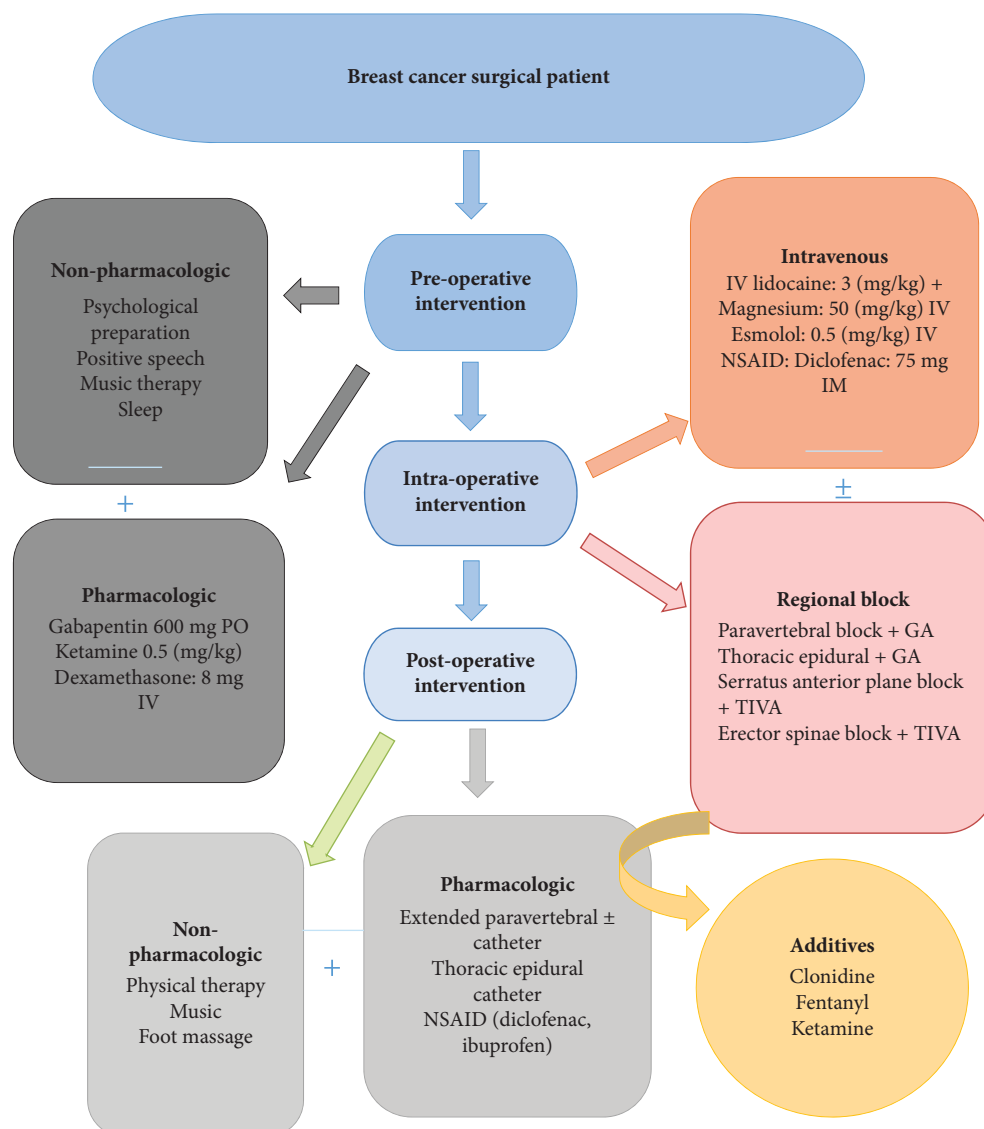 Breast cancer surgical patient
Non-pharmacologic
Psychological
preparation
Positive speech
Music therapy
Sleep
+
Pharmacologic
Gabapentin 600 mg PO
Ketamine 0.5 (mg/kg)
Dexamethasone: 8 mg
IV
Pre-operative
intervention
Intra-operative
intervention
Post-operative
intervention
Intravenous
IV lidocaine: 3 (mg/kg) +
Magnesium: 50 (mg/kg) IV
Esmolol: 0.5 (mg/kg) IV
NSAID: Diclofenac: 75 mg
IM
±
Regional block
Paravertebral block + GA
Thoracic epidural + GA
Serratus anterior plane block
+ TIVA
Erector spinae block + TIVA
Non-
pharmacologic
Physical therapy
Music
Foot massage
+
Pharmacologic
Extended paravertebral ±
catheter
Thoracic epidural
catheter
NSAID (diclofenac,
ibuprofen)
Additives
Clonidine
Fentanyl
Ketamine